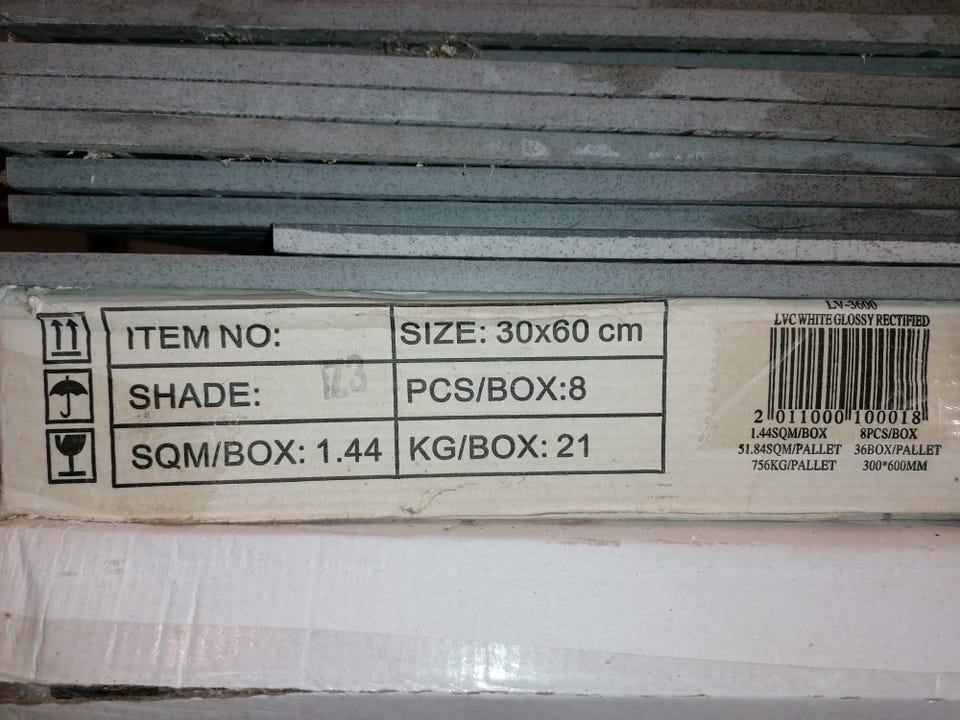 ITEM NO:
SIZE: 30x60 cm
SHADE:
PCS/BOX:8
SQM/BOX: 1.44
KG/BOX: 21
LV-3600
LVC WHITE GLOSSY RECTIFIED
2 011000 100018
1.44SQM/BOX 8PCS/BOX
51.84SQM/PALLET 36BOX/PALLET
756KG/PALLET 300*600MM